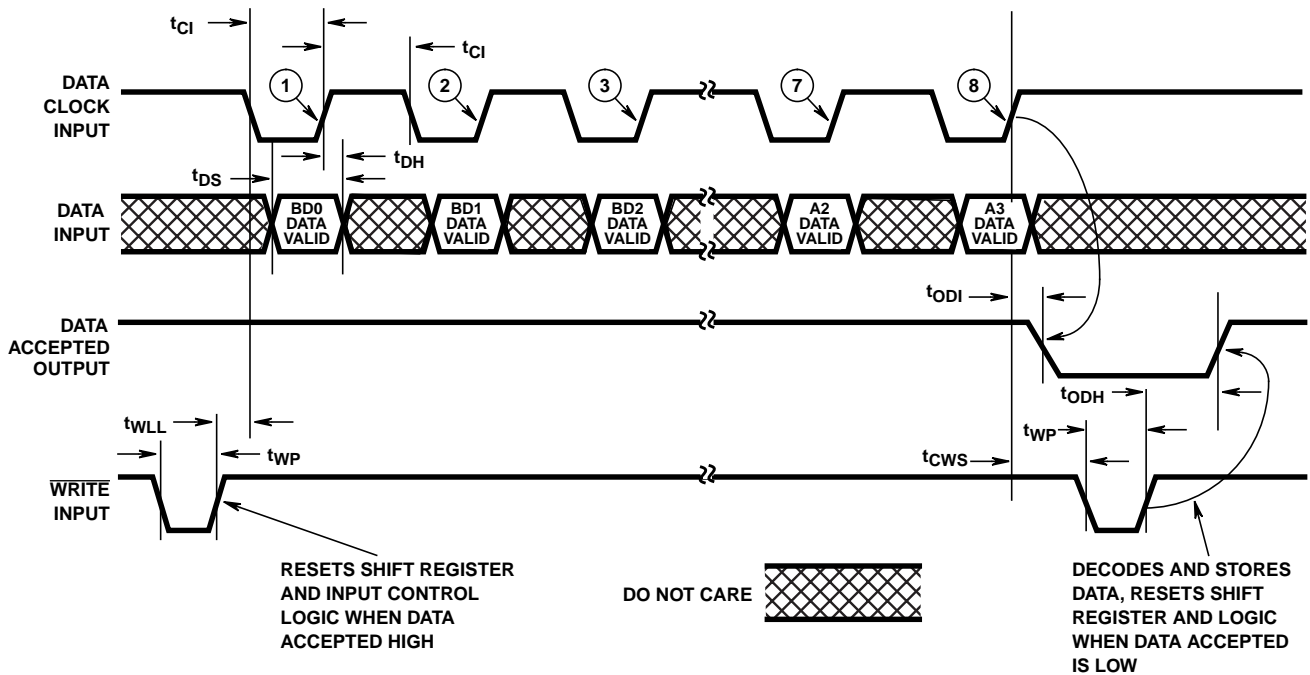 tCI
tCI
DATA
CLOCK
INPUT
1
2
3
7
8
tDS
tDH
DATA
INPUT
BD0
DATA
VALID
BD1
DATA
VALID
BD2
DATA
VALID
A2
DATA
VALID
A3
DATA
VALID
tODI
DATA
ACCEPTED
OUTPUT
tODH
tWLL
tWP
tWP
tCWS
WRITE
INPUT
RESETS SHIFT REGISTER
AND INPUT CONTROL
LOGIC WHEN DATA
ACCEPTED HIGH
DO NOT CARE
DECODES AND STORES
DATA, RESETS SHIFT
REGISTER AND LOGIC
WHEN DATA ACCEPTED
IS LOW